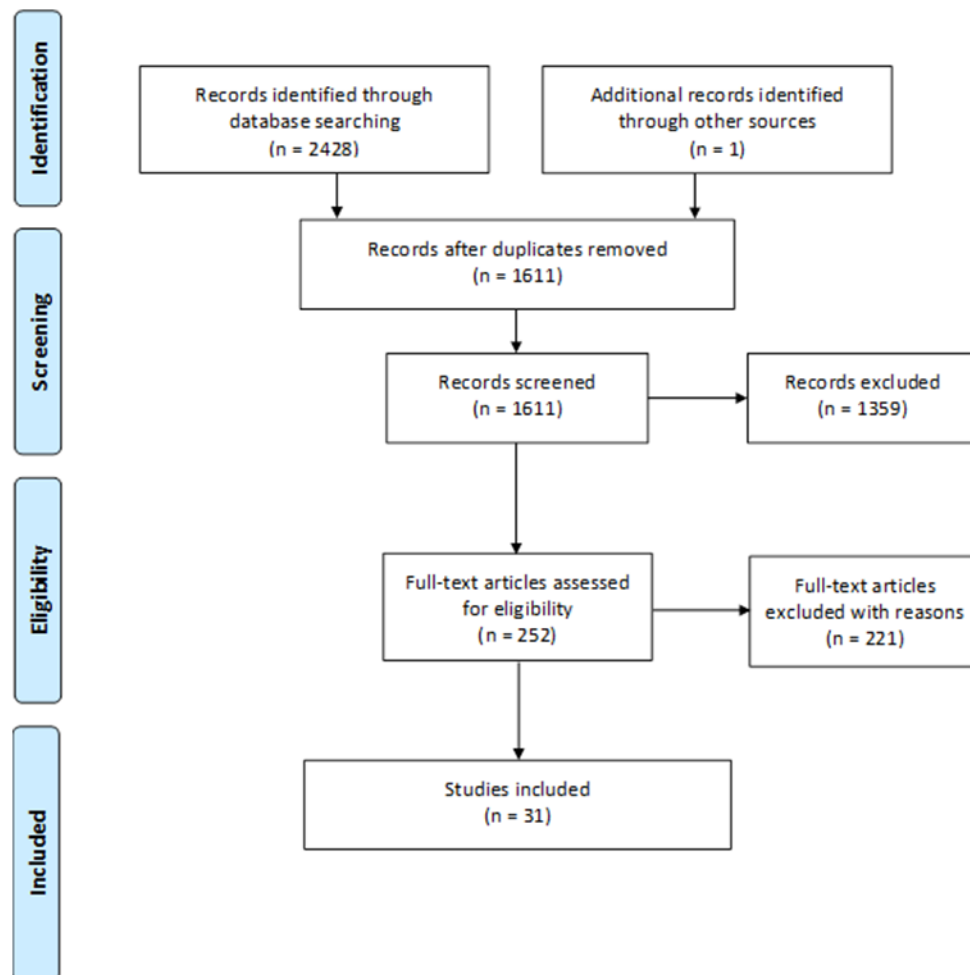 Identification
Records identified through
database searching
(n = 2428)
Additional records identified
through other sources
(n = 1)
Screening
Records after duplicates removed
(n = 1611)
Records screened
(n = 1611)
Records excluded
(n = 1359)
Eligibility
Full-text articles assessed
for eligibility
(n = 252)
Full-text articles
excluded with reasons
(n = 221)
Included
Studies included
(n = 31)